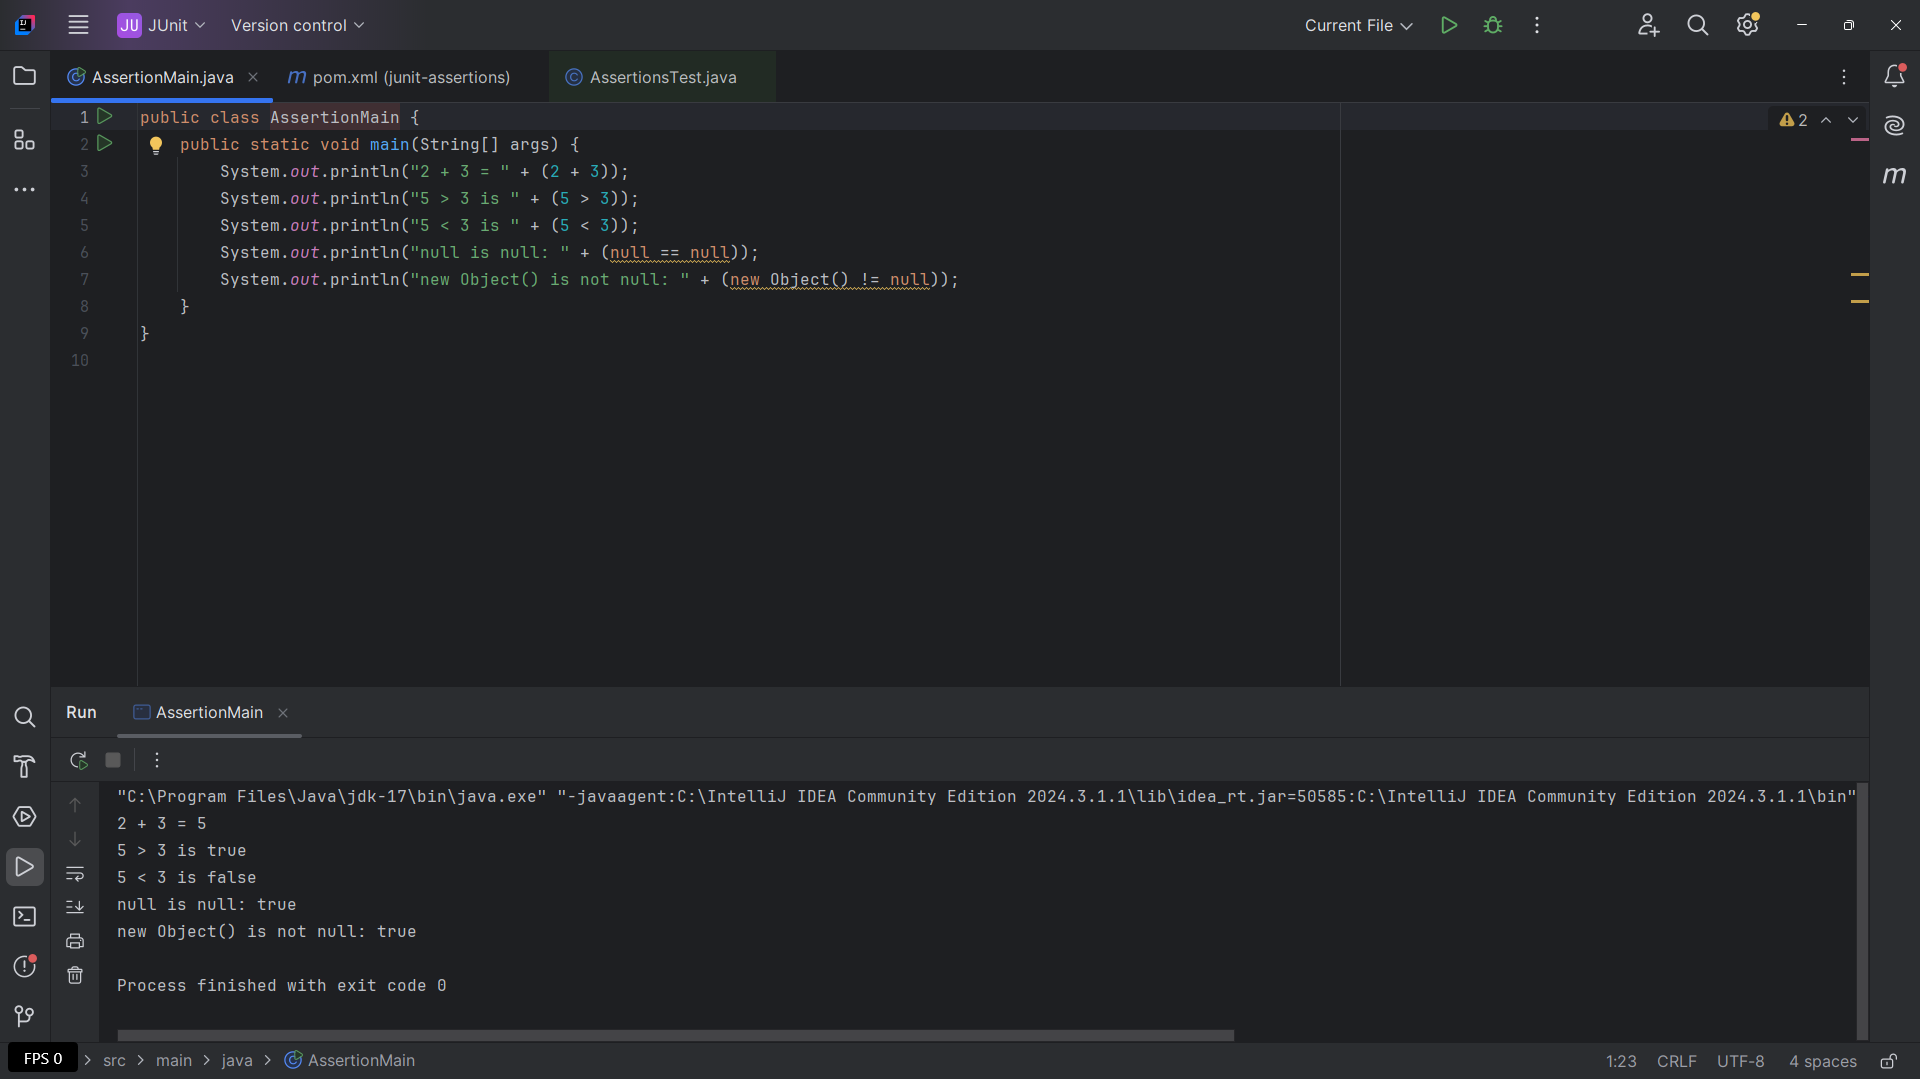 JU JUnit Version control Current File
AssertionMain.java pom.xml (junit-assertions) AssertionsTest.java
1 public class AssertionMain { 2
2 public static void main(String[] args) {
3 System.out.println("2 + 3 = " + (2 + 3));
4 System.out.println("5 > 3 is " + (5 > 3));
5 System.out.println("5 < 3 is " + (5 < 3));
6 System.out.println("null is null: " + (null == null));
7 System.out.println("new Object() is not null: " + (new Object() != null));
8 }
9 }
10
Run AssertionMain
"C:\Program Files\Java\jdk-17\bin\java.exe" "-javaagent:C:\IntelliJ IDEA Community Edition 2024.3.1.1\lib\idea_rt.jar=50585:C:\IntelliJ IDEA Community Edition 2024.3.1.1\bin"
2 + 3 = 5
5 > 3 is true
5 < 3 is false
null is null: true
new Object() is not null: true
Process finished with exit code 0
FPS 0 > src > main > java > AssertionMain 1:23 CRLF UTF-8 4 spaces